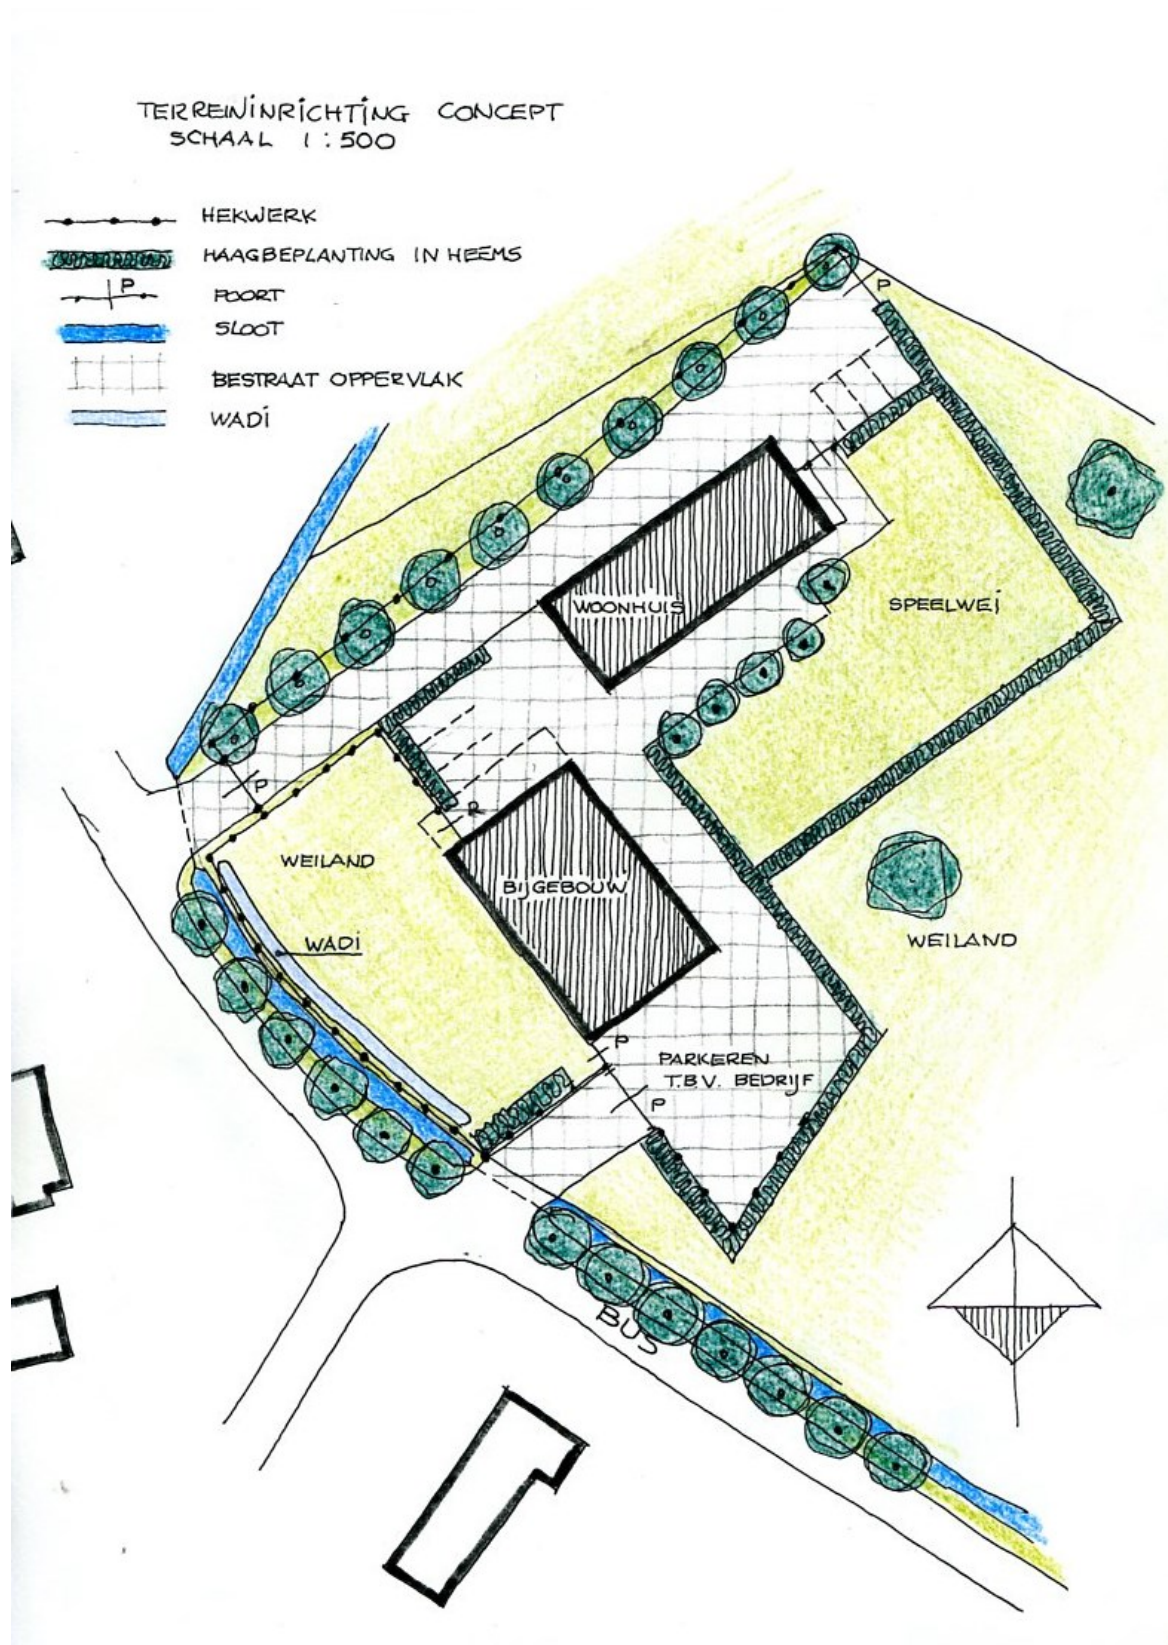 TERREININRICHTING CONCEPT
SCHAAL 1:500
HEKWERK
HAAGBEPLANTING IN HEEMS
P
POORT
SLOOT
BESTRAAT OPPERVLAK
WADI
P
WOONHUIS
SPEELWEI
P
R
WEILAND
BIJGEBOUW
WADI
WEILAND
P
PARKEREN
T.B.V. BEDRIJF
P
BUS